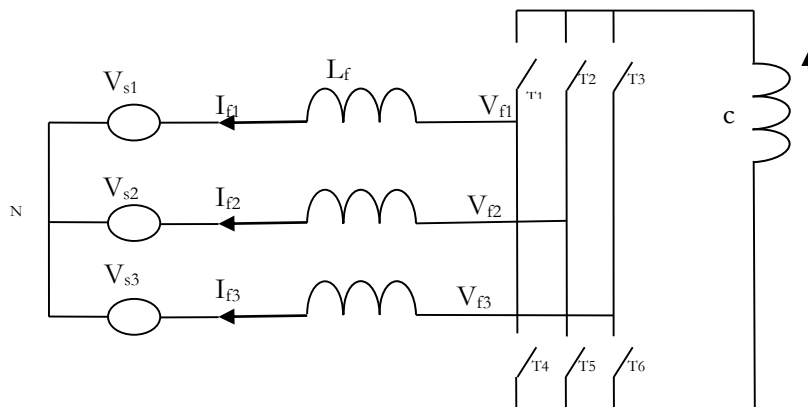 V_s1
I_f1
L_f
V_f1
T1
T2
T3
c
N
V_s2
I_f2
V_f2
V_s3
I_f3
V_f3
T4
T5
T6